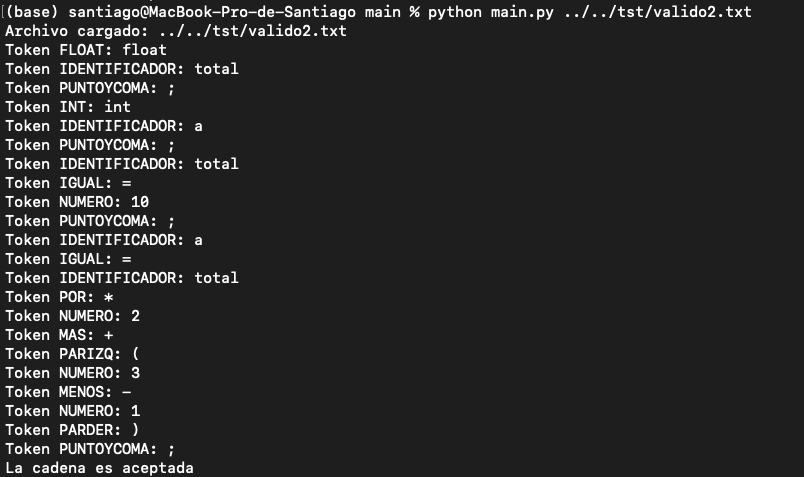 (base) santiago@MacBook-Pro-de-Santiago main % python main.py ../../tst/valido2.txt
Archivo cargado: ../../tst/valido2.txt
Token FLOAT: float
Token IDENTIFICADOR: total
Token PUNTOYCOMA: ;
Token INT: int
Token IDENTIFICADOR: a
Token PUNTOYCOMA: ;
Token IDENTIFICADOR: total
Token IGUAL: =
Token NUMERO: 10
Token PUNTOYCOMA: ;
Token IDENTIFICADOR: a
Token IGUAL: =
Token IDENTIFICADOR: total
Token POR: *
Token NUMERO: 2
Token MAS: +
Token PARIZQ: (
Token NUMERO: 3
Token MENOS: -
Token NUMERO: 1
Token PARDER: )
Token PUNTOYCOMA: ;
La cadena es aceptada